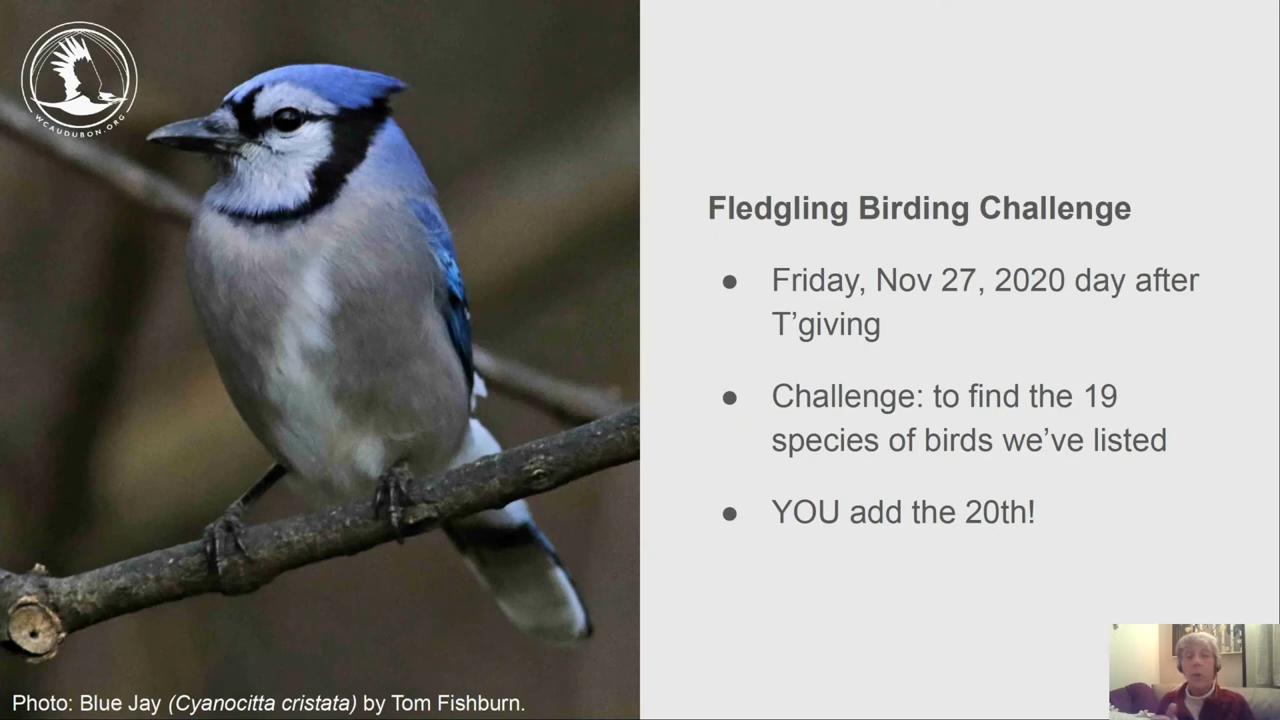 WCAUDUBON.ORG
Fledgling Birding Challenge
● Friday, Nov 27, 2020 day after
T’giving
● Challenge: to find the 19
species of birds we’ve listed
● YOU add the 20th!
Photo: Blue Jay (Cyanocitta cristata) by Tom Fishburn.